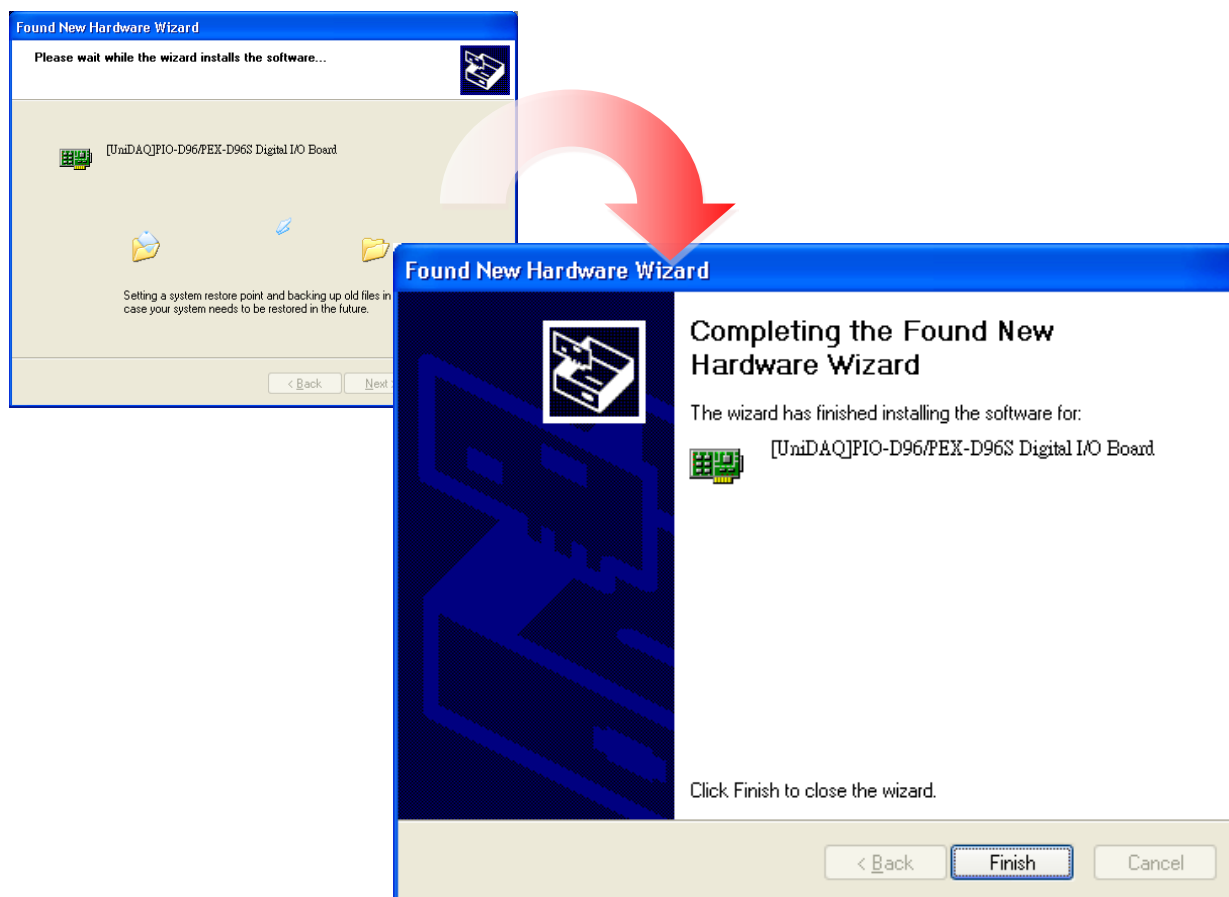 Found New Hardware Wizard
Please wait while the wizard installs the software...
[UniDAQ]PIO-D96/PEX-D96S Digital I/O Board
Setting a system restore point and backing up old files in
case your system needs to be restored in the future.
< Back
Next
Found New Hardware Wizard
Completing the Found New
Hardware Wizard
The wizard has finished installing the software for:
[UniDAQ]PIO-D96/PEX-D96S Digital I/O Board
Click Finish to close the wizard.
< Back
Finish
Cancel